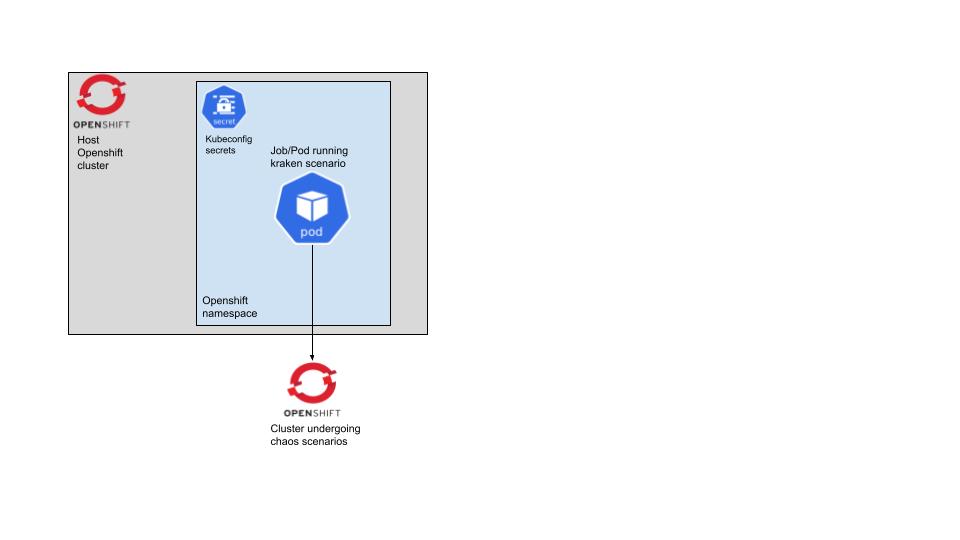 OPENSHIFT
Host
Openshift
cluster
secret
Kubeconfig
secrets
Job/Pod running
kraken scenario
pod
Openshift
namespace
OPENSHIFT
Cluster undergoing
chaos scenarios